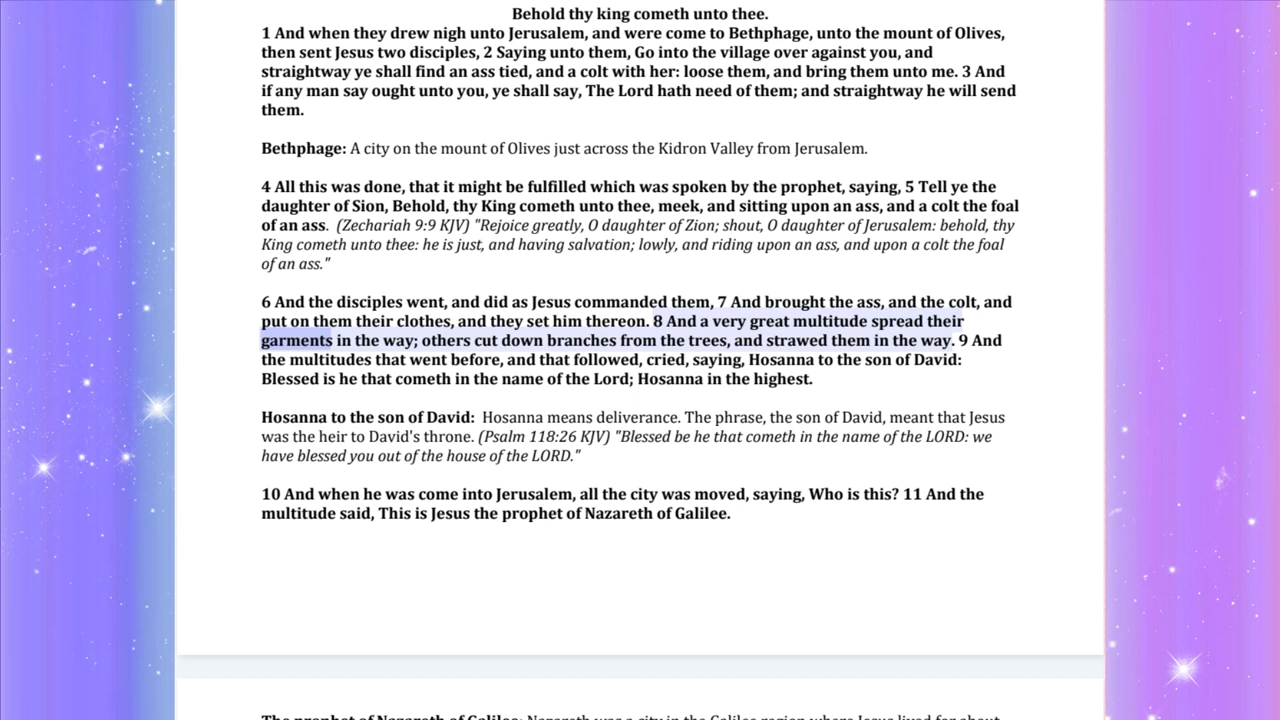 Behold thy king cometh unto thee.
1 And when they drew nigh unto Jerusalem, and were come to Bethphage, unto the mount of Olives,
then sent Jesus two disciples, 2 Saying unto them, Go into the village over against you, and
straightway ye shall find an ass tied, and a colt with her: loose them, and bring them unto me. 3 And
if any man say ought unto you, ye shall say, The Lord hath need of them; and straightway he will send
them.
Bethphage: A city on the mount of Olives just across the Kidron Valley from Jerusalem.
4 All this was done, that it might be fulfilled which was spoken by the prophet, saying, 5 Tell ye the
daughter of Sion, Behold, thy King cometh unto thee, meek, and sitting upon an ass, and a colt the foal
of an ass. (Zechariah 9:9 KJV) "Rejoice greatly, O daughter of Zion; shout, O daughter of Jerusalem: behold, thy
King cometh unto thee: he is just, and having salvation; lowly, and riding upon an ass, and upon a colt the foal
of an ass."
6 And the disciples went, and did as Jesus commanded them, 7 And brought the ass, and the colt, and
put on them their clothes, and they set him thereon. 8 And a very great multitude spread their
garments in the way; others cut down branches from the trees, and strawed them in the way. 9 And
the multitudes that went before, and that followed, cried, saying, Hosanna to the son of David:
Blessed is he that cometh in the name of the Lord; Hosanna in the highest.
Hosanna to the son of David: Hosanna means deliverance. The phrase, the son of David, meant that Jesus
was the heir to David's throne. (Psalm 118:26 KJV) "Blessed be he that cometh in the name of the LORD: we
have blessed you out of the house of the LORD."
10 And when he was come into Jerusalem, all the city was moved, saying, Who is this? 11 And the
multitude said, This is Jesus the prophet of Nazareth of Galilee.
The prophet of Nazareth of Galilee: Nazareth was a city in the Galilee region where Jesus lived for about